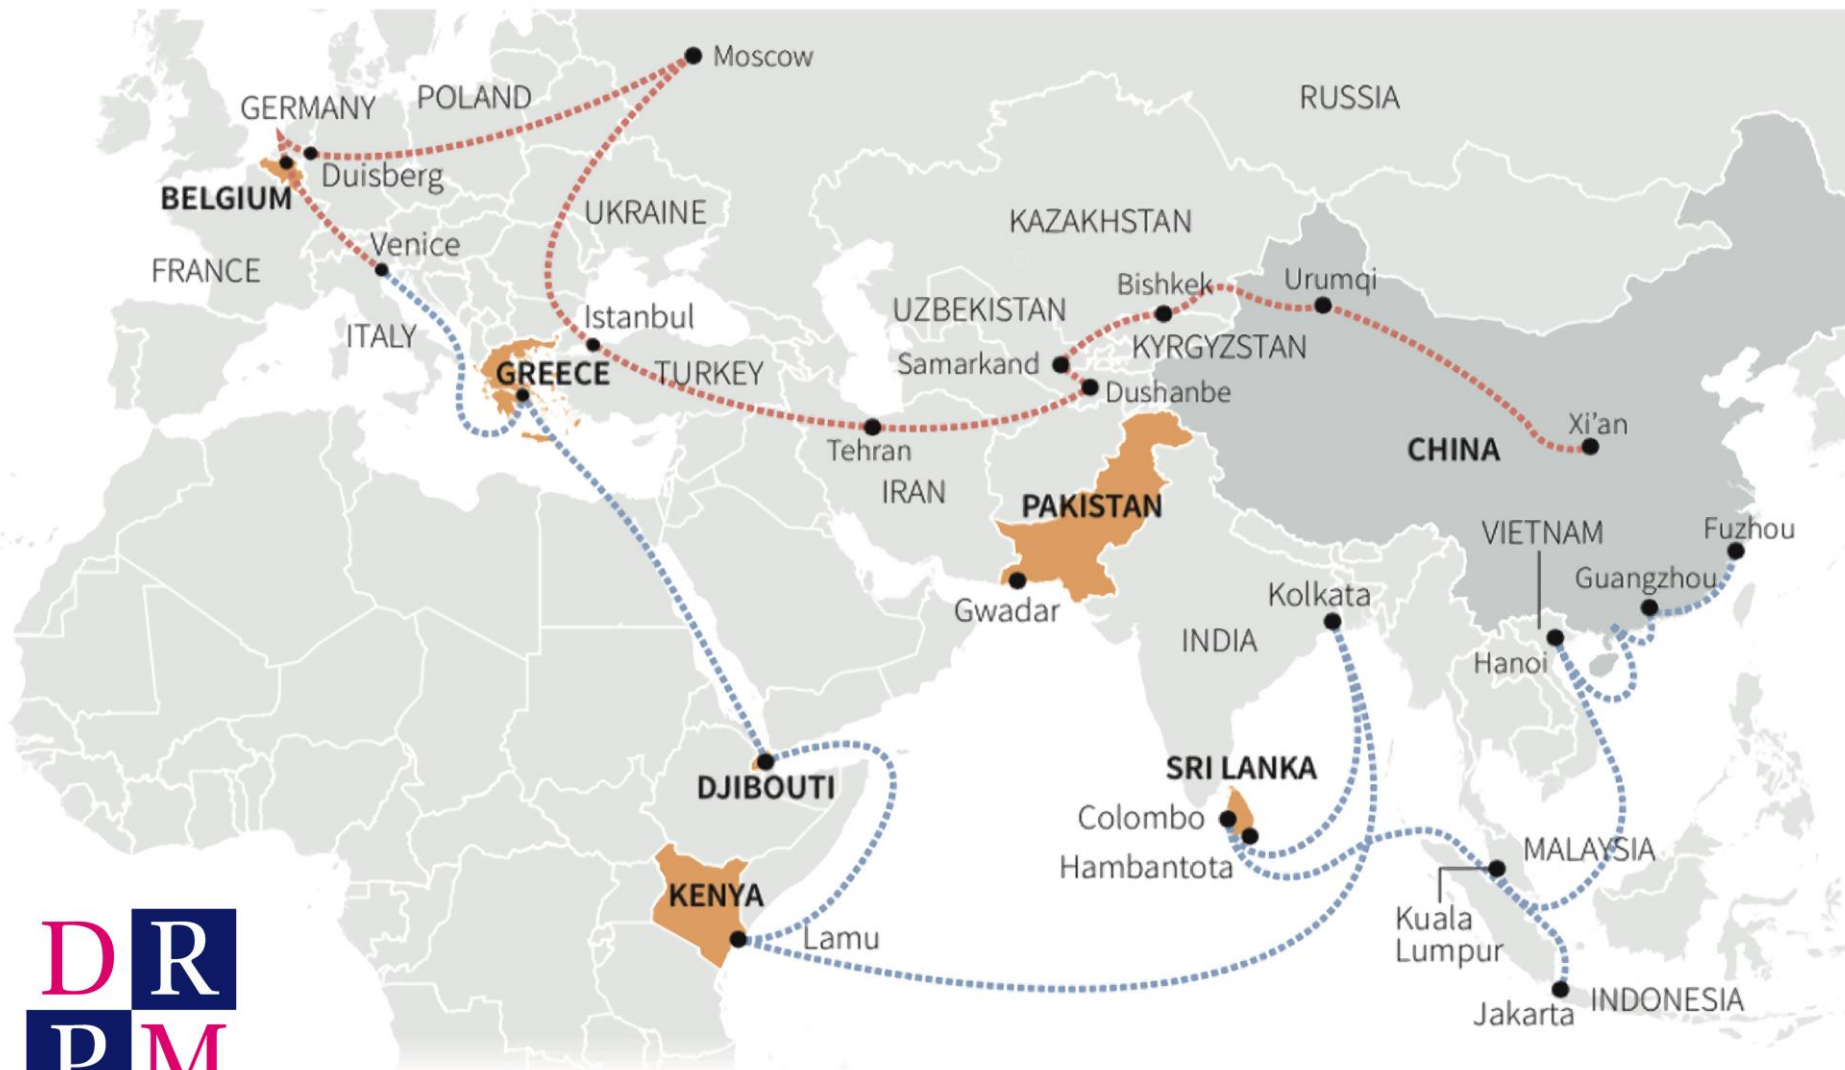 Moscow
GERMANY
POLAND
RUSSIA
Duisberg
BELGIUM
UKRAINE
KAZAKHSTAN
Venice
FRANCE
Bishkek
Urumqi
UZBEKISTAN
Istanbul
ITALY
KYRGYZSTAN
Samarkand
GREECE
TURKEY
Dushanbe
Xi'an
Tehran
CHINA
IRAN
PAKISTAN
VIETNAM
Fuzhou
Guangzhou
Kolkata
Gwadar
INDIA
Hanoi
SRI LANKA
DJIBOUTI
Colombo
MALAYSIA
Hambantota
KENYA
Kuala
Lumpur
Lamu
INDONESIA
Jakarta
DR
PM